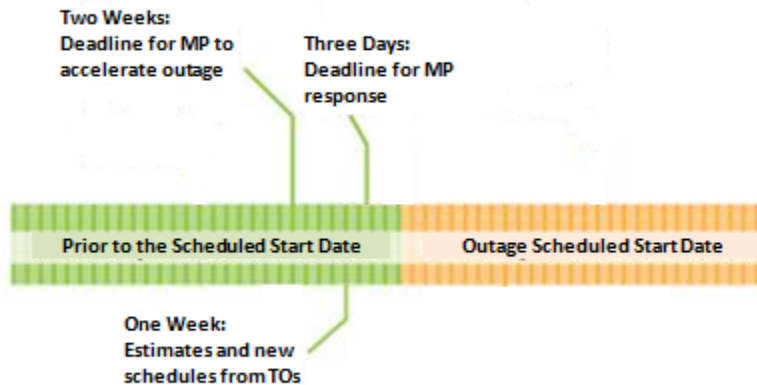 Two Weeks:
Deadline for MP to
accelerate outage
Three Days:
Deadline for MP
response
Prior to the Scheduled Start Date
Outage Scheduled Start Date
One Week:
Estimates and new
schedules from TOs